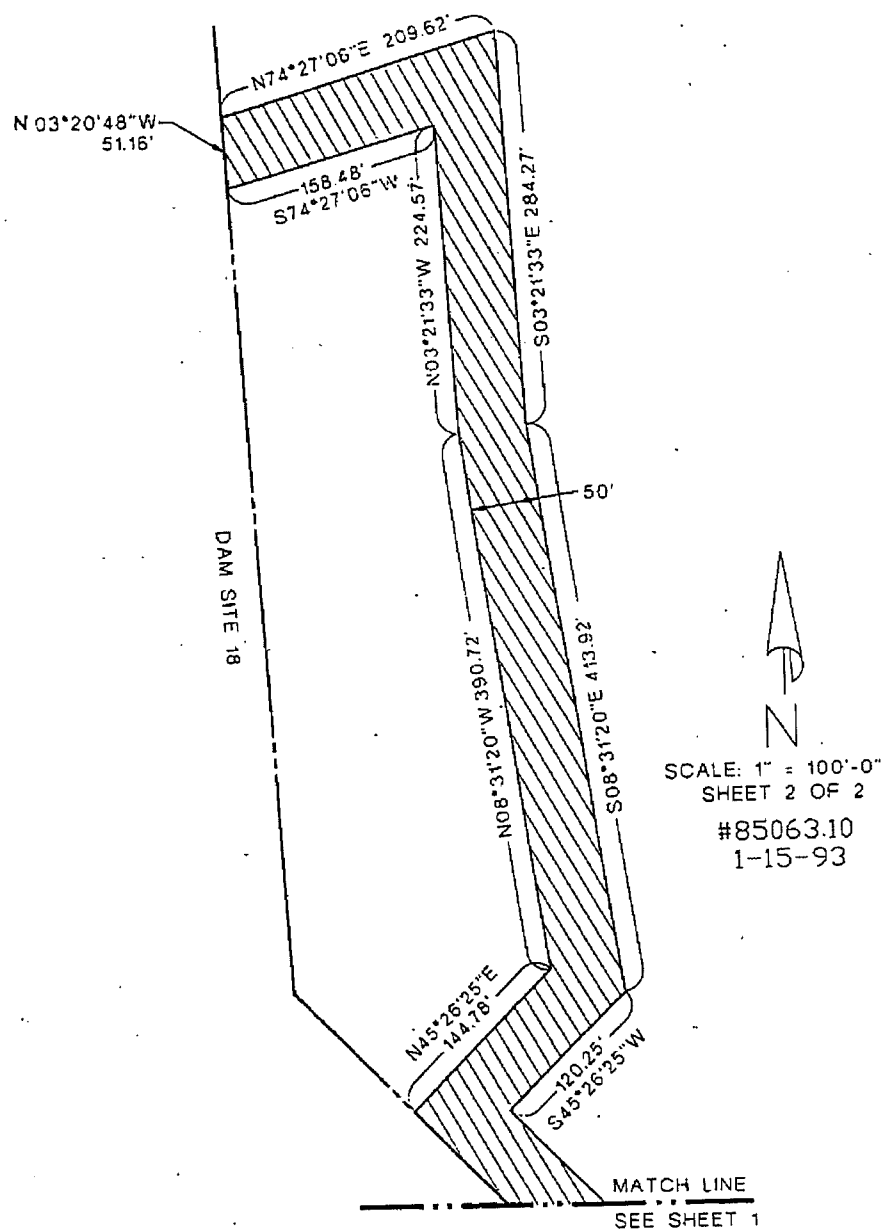 N74°27'06"E 209.62'
N 03°20'48"W
51.16'
158.48'
S74°27'06"W
N03°21'33"W 224.57'
S03°21'33"E 284.27'
50'
DAM SITE 18
N08°31'20"W 390.72'
S08°31'20"E 413.92'
N
SCALE: 1" = 100'-0"
SHEET 2 OF 2
#85063.10
1-15-93
N45°26'25"E
144.78'
120.25'
S45°26'25"W
MATCH LINE
SEE SHEET 1